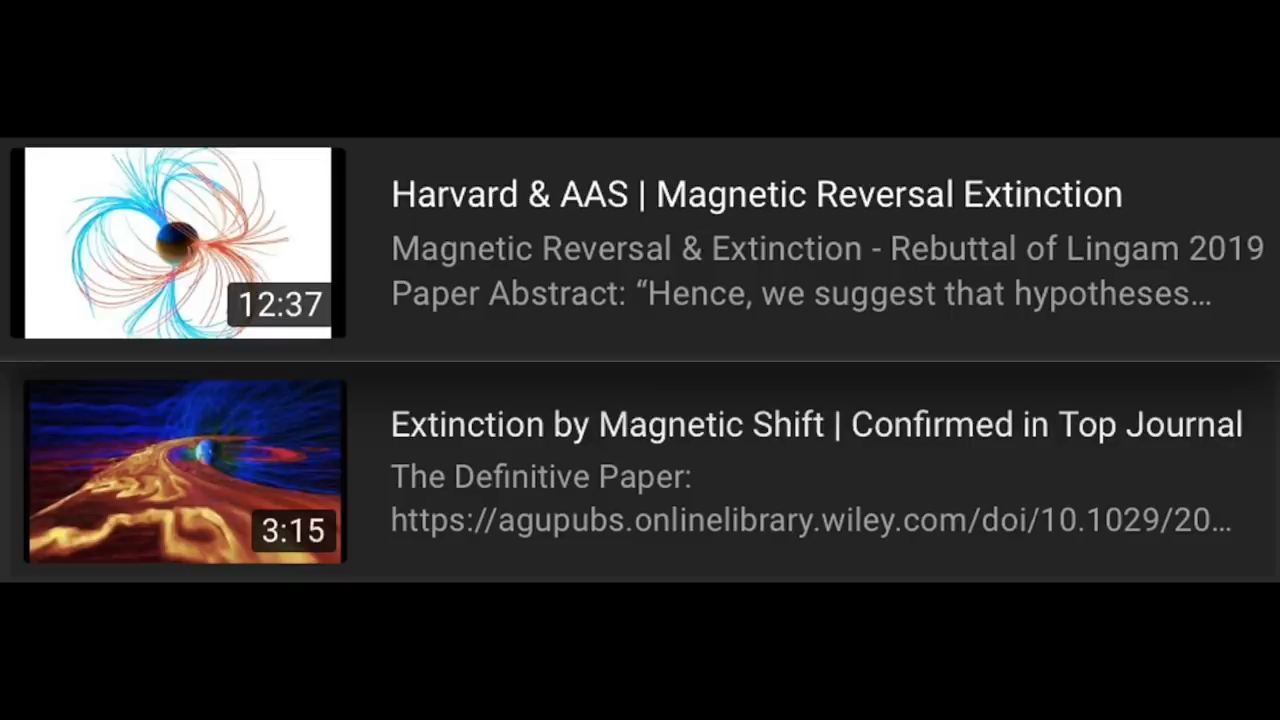 Harvard & AAS | Magnetic Reversal Extinction
Magnetic Reversal & Extinction - Rebuttal of Lingam 2019
Paper Abstract: “Hence, we suggest that hypotheses...
12:37
Extinction by Magnetic Shift | Confirmed in Top Journal
The Definitive Paper:
https://agupubs.onlinelibrary.wiley.com/doi/10.1029/20...
3:15